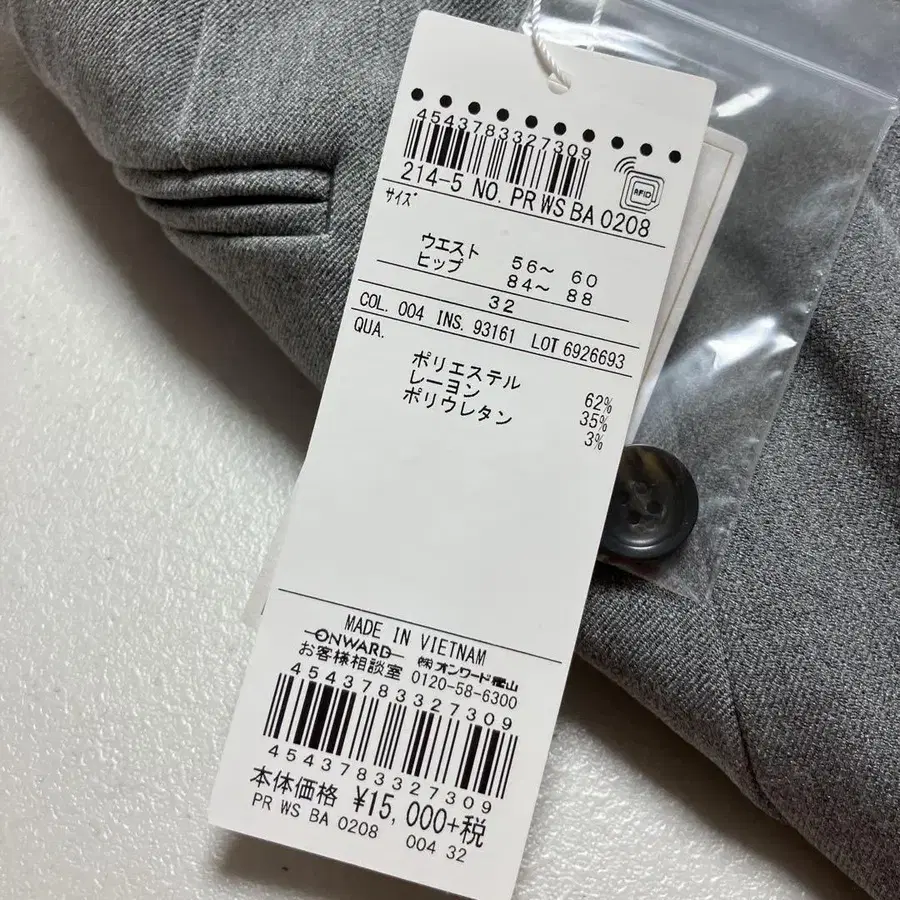 4543783327309
RFID
214-5 NO. PR WS BA 0208
サイズ
ウエスト 56～ 60
ヒップ 84～ 88
32
COL. 004 INS. 93161 LOT 6926693
QUA.
ポリエステル 62%
レーヨン 35%
ポリウレタン 3%
MADE IN VIETNAM
ONWARD ㈱オンワード樫山
お客様相談室 0120-58-6300
4543783327309
4543783327309
本体価格 ¥15,000+税
PR WS BA 0208 004 32